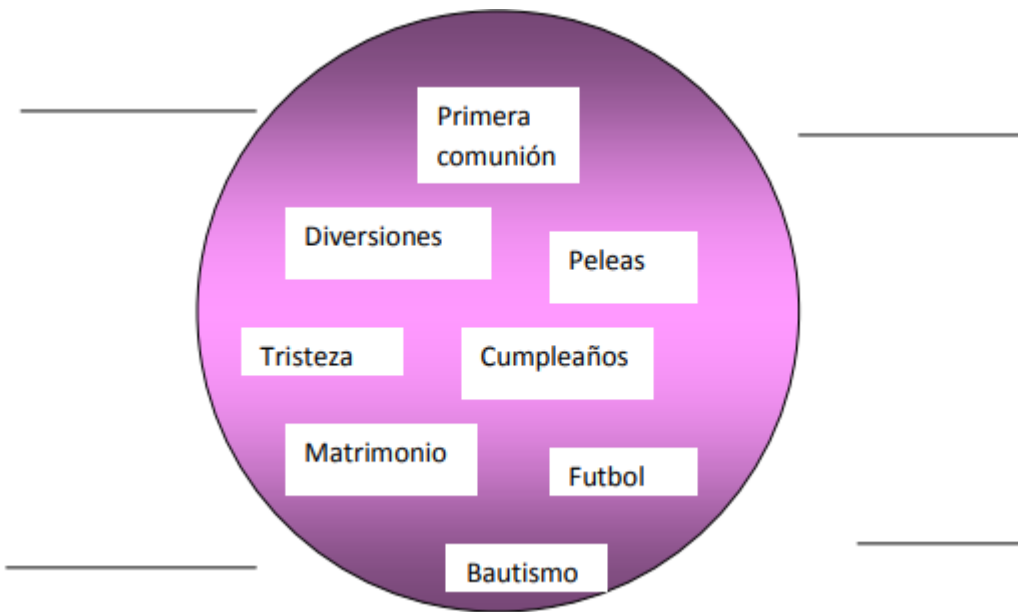 Primera
comunión
Diversiones
Peleas
Tristeza
Cumpleaños
Matrimonio
Futbol
Bautismo